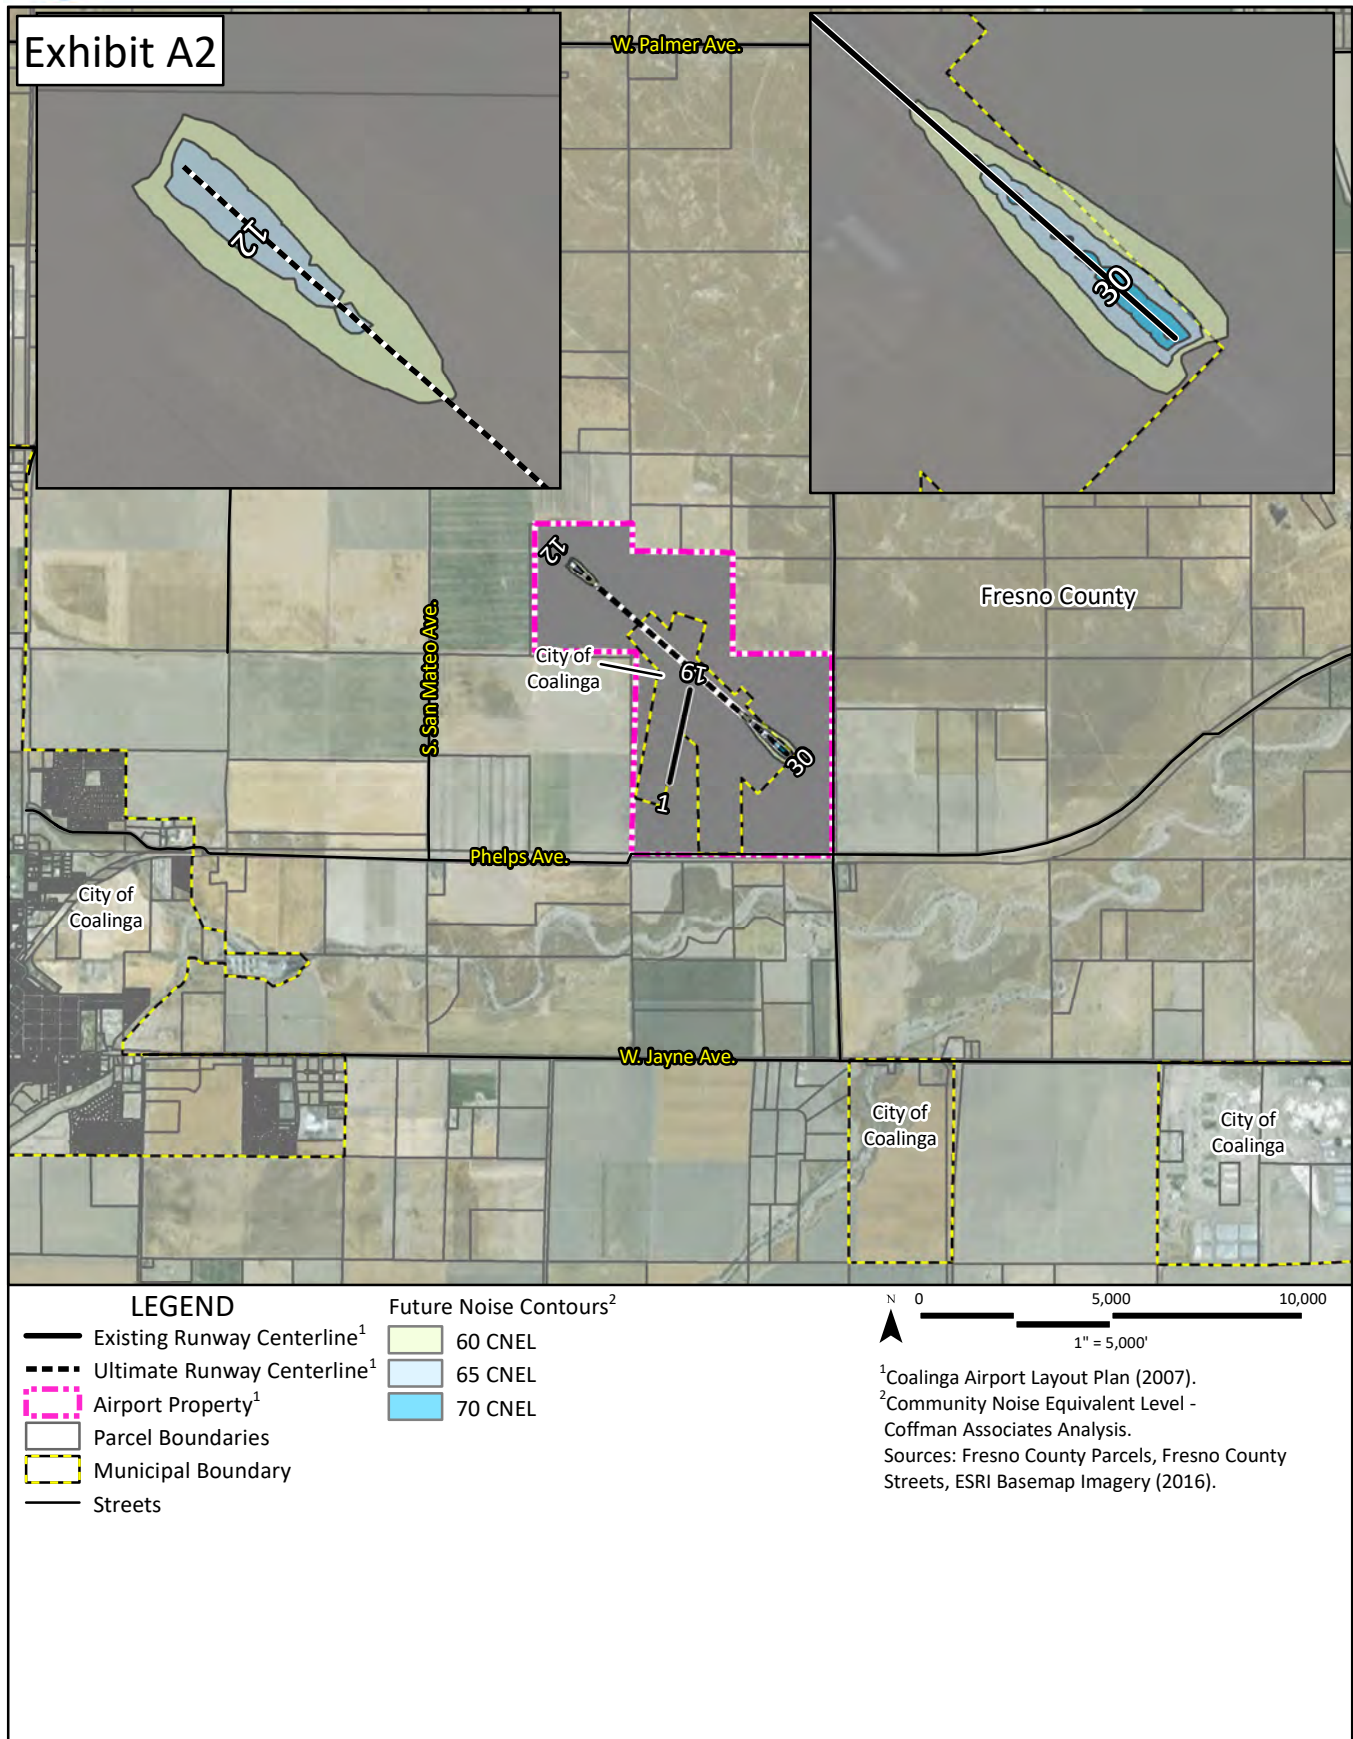 Exhibit A2
W. Palmer Ave.
12
30
12
Fresno County
S. San Mateo Ave.
City of
Coalinga
19
30
1
Phelps Ave.
City of
Coalinga
W. Jayne Ave.
City of
Coalinga
City of
Coalinga
LEGEND
Existing Runway Centerline¹
Ultimate Runway Centerline¹
Airport Property¹
Parcel Boundaries
Municipal Boundary
Streets
Future Noise Contours²
60 CNEL
65 CNEL
70 CNEL
N
0 5,000 10,000
1" = 5,000'
¹Coalinga Airport Layout Plan (2007).
²Community Noise Equivalent Level -
Coffman Associates Analysis.
Sources: Fresno County Parcels, Fresno County
Streets, ESRI Basemap Imagery (2016).